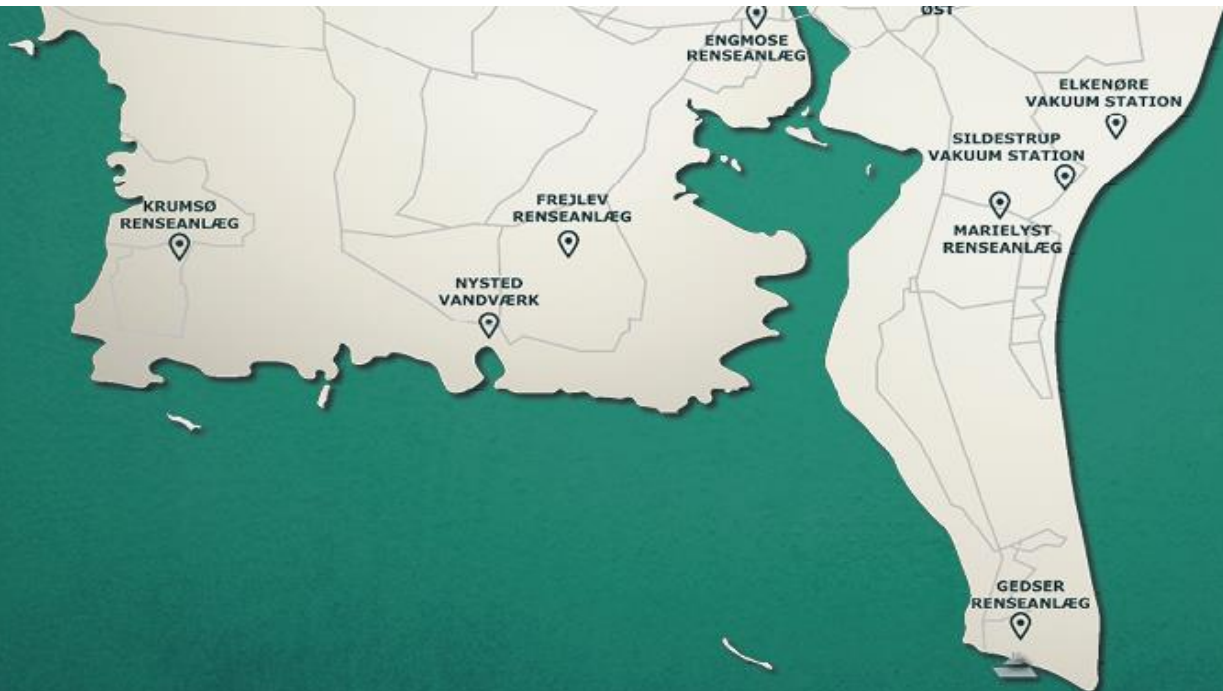 ØST
ENGMOSE
RENSEANLÆG
ELKENØRE
VAKUUM STATION
SILDESTRUP
VAKUUM STATION
KRUMSØ
RENSEANLÆG
FREJLEV
RENSEANLÆG
MARIELYST
RENSEANLÆG
NYSTED
VANDVÆRK
GEDSER
RENSEANLÆG